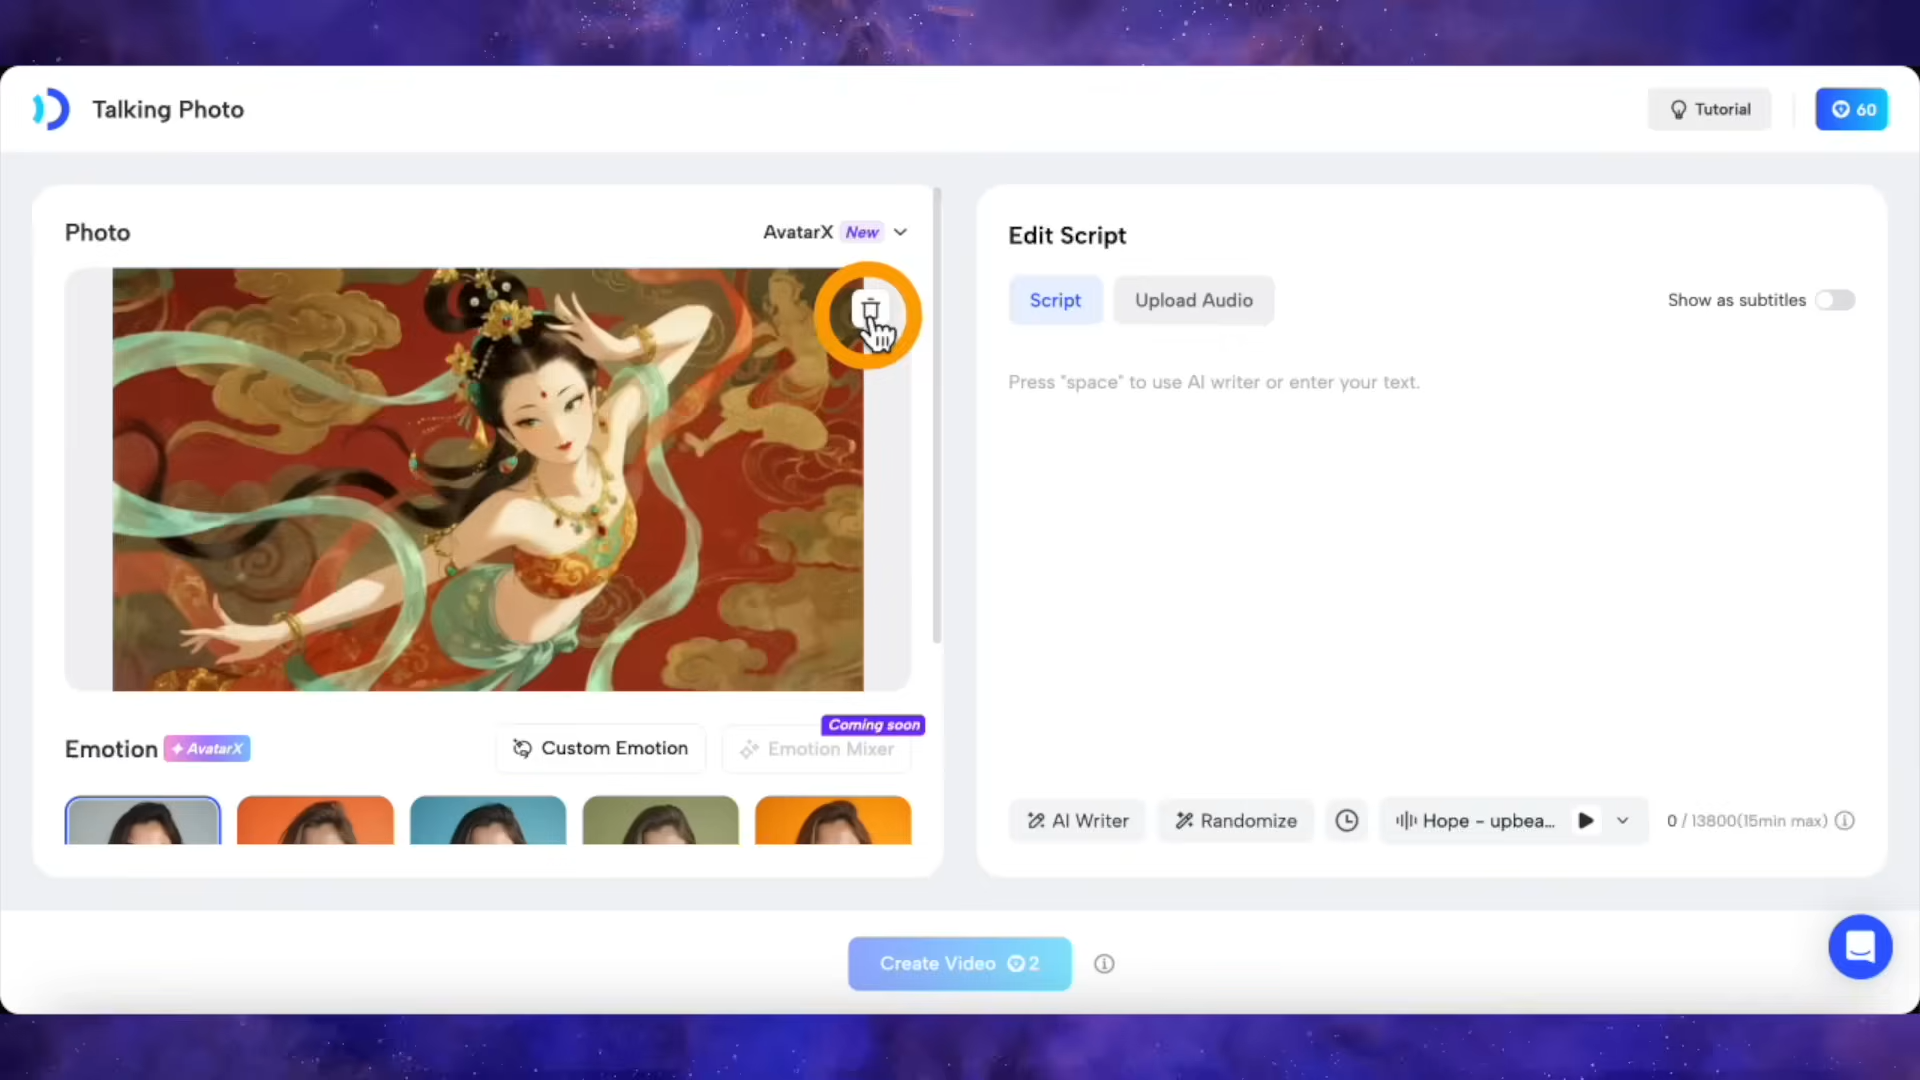 Talking Photo
Tutorial
60
Photo
AvatarX New
Edit Script
Script
Upload Audio
Show as subtitles
Press "space" to use AI writer or enter your text.
Coming soon
Emotion
AvatarX
Custom Emotion
Emotion Mixer
AI Writer
Randomize
Hope - upbea...
0 / 13800(15min max)
Create Video 2